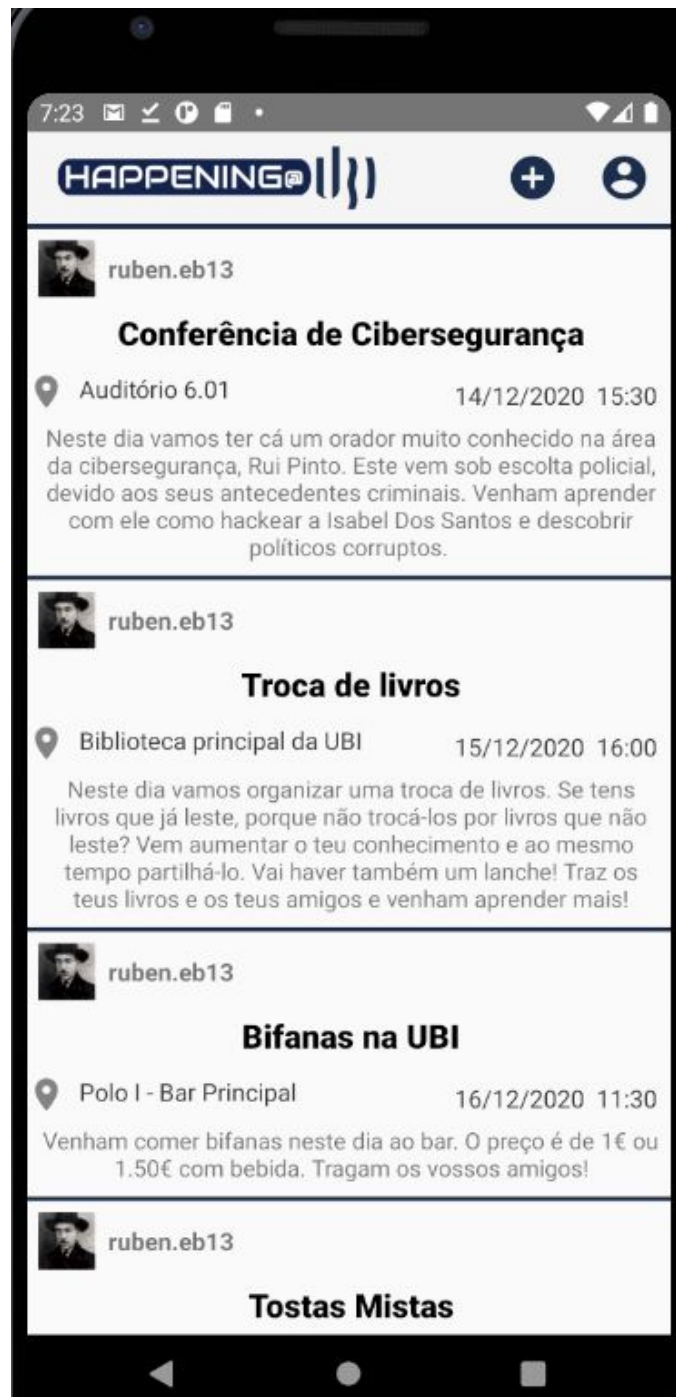 7:23
HAPPENING@
ruben.eb13
Conferência de Cibersegurança
Auditório 6.01 14/12/2020 15:30
Neste dia vamos ter cá um orador muito conhecido na área
da cibersegurança, Rui Pinto. Este vem sob escolta policial,
devido aos seus antecedentes criminais. Venham aprender
com ele como hackear a Isabel Dos Santos e descobrir
políticos corruptos.
ruben.eb13
Troca de livros
Biblioteca principal da UBI 15/12/2020 16:00
Neste dia vamos organizar uma troca de livros. Se tens
livros que já leste, porque não trocá-los por livros que não
leste? Vem aumentar o teu conhecimento e ao mesmo
tempo partilhá-lo. Vai haver também um lanche! Traz os
teus livros e os teus amigos e venham aprender mais!
ruben.eb13
Bifanas na UBI
Polo I - Bar Principal 16/12/2020 11:30
Venham comer bifanas neste dia ao bar. O preço é de 1€ ou
1.50€ com bebida. Tragam os vossos amigos!
ruben.eb13
Tostas Mistas